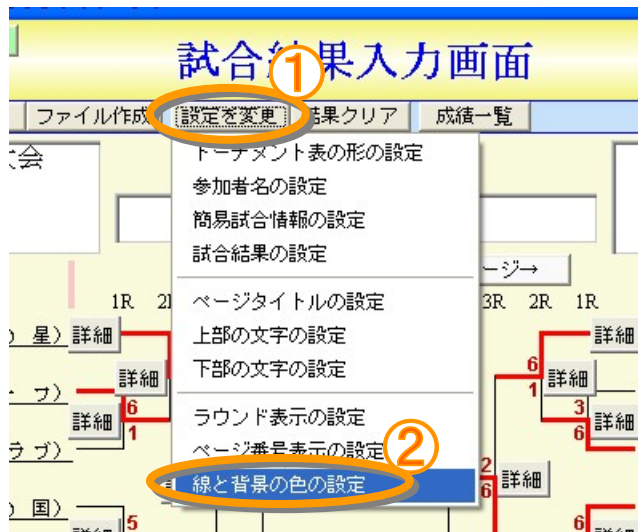 試合結果入力画面
①
ファイル作成 設定を変更 結果クリア 成績一覧
会
トーナメント表の形の設定
参加者名の設定
簡易試合情報の設定
試合結果の設定
ページタイトルの設定
上部の文字の設定
下部の文字の設定
ラウンド表示の設定
ページ番号表示の設定
②
線と背景の色の設定
ージ→
1R 2 3R 2R 1R
星) 詳細 詳細
詳細 6 詳細
1
フ) 6 3
詳細 1 6 詳細
ラブ)
2 詳細
6
国) 5 6